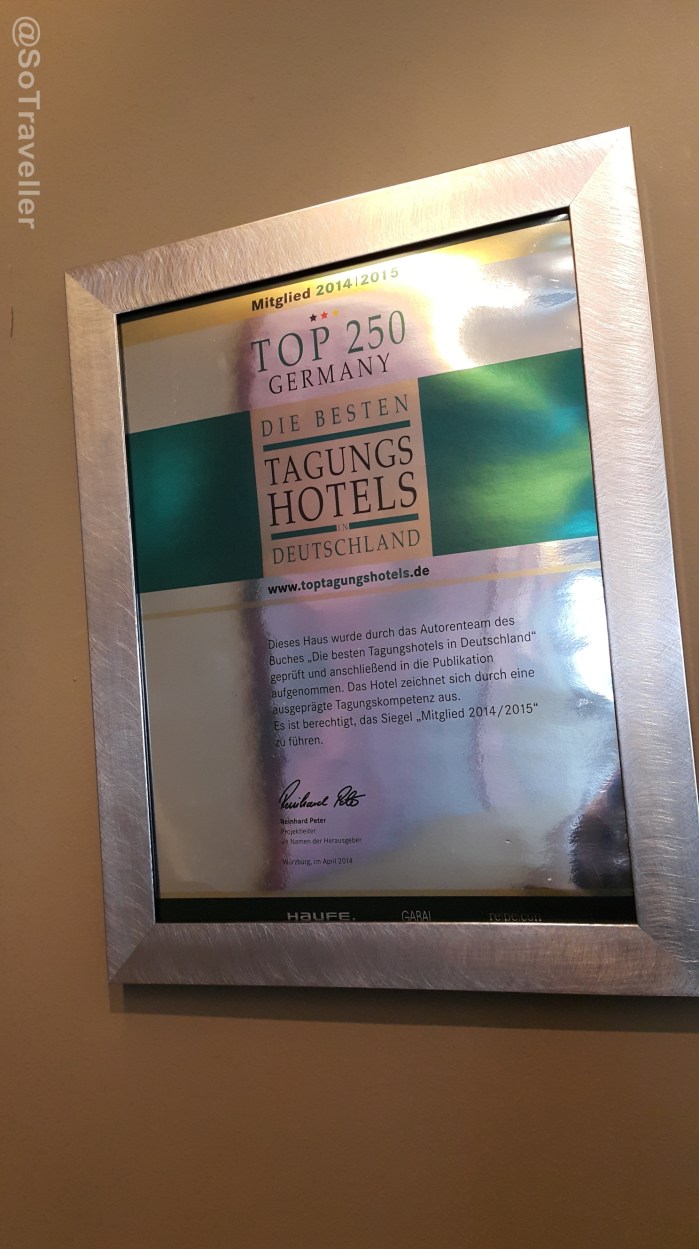 @SoTraveller
Mitglied 2014|2015
TOP 250
GERMANY
DIE BESTEN
TAGUNGS
HOTELS
IN
DEUTSCHLAND
www.toptagungshotels.de
Dieses Haus wurde durch das Autorenteam des
Buches „Die besten Tagungshotels in Deutschland“
geprüft und anschließend in die Publikation
aufgenommen. Das Hotel zeichnet sich durch eine
ausgeprägte Tagungskompetenz aus.
Es ist berechtigt, das Siegel „Mitglied 2014/2015“
zu führen.
Reinhard Peter
Projektleiter
im Namen der Herausgeber
Würzburg, im April 2014
HAUFE.
GABAL